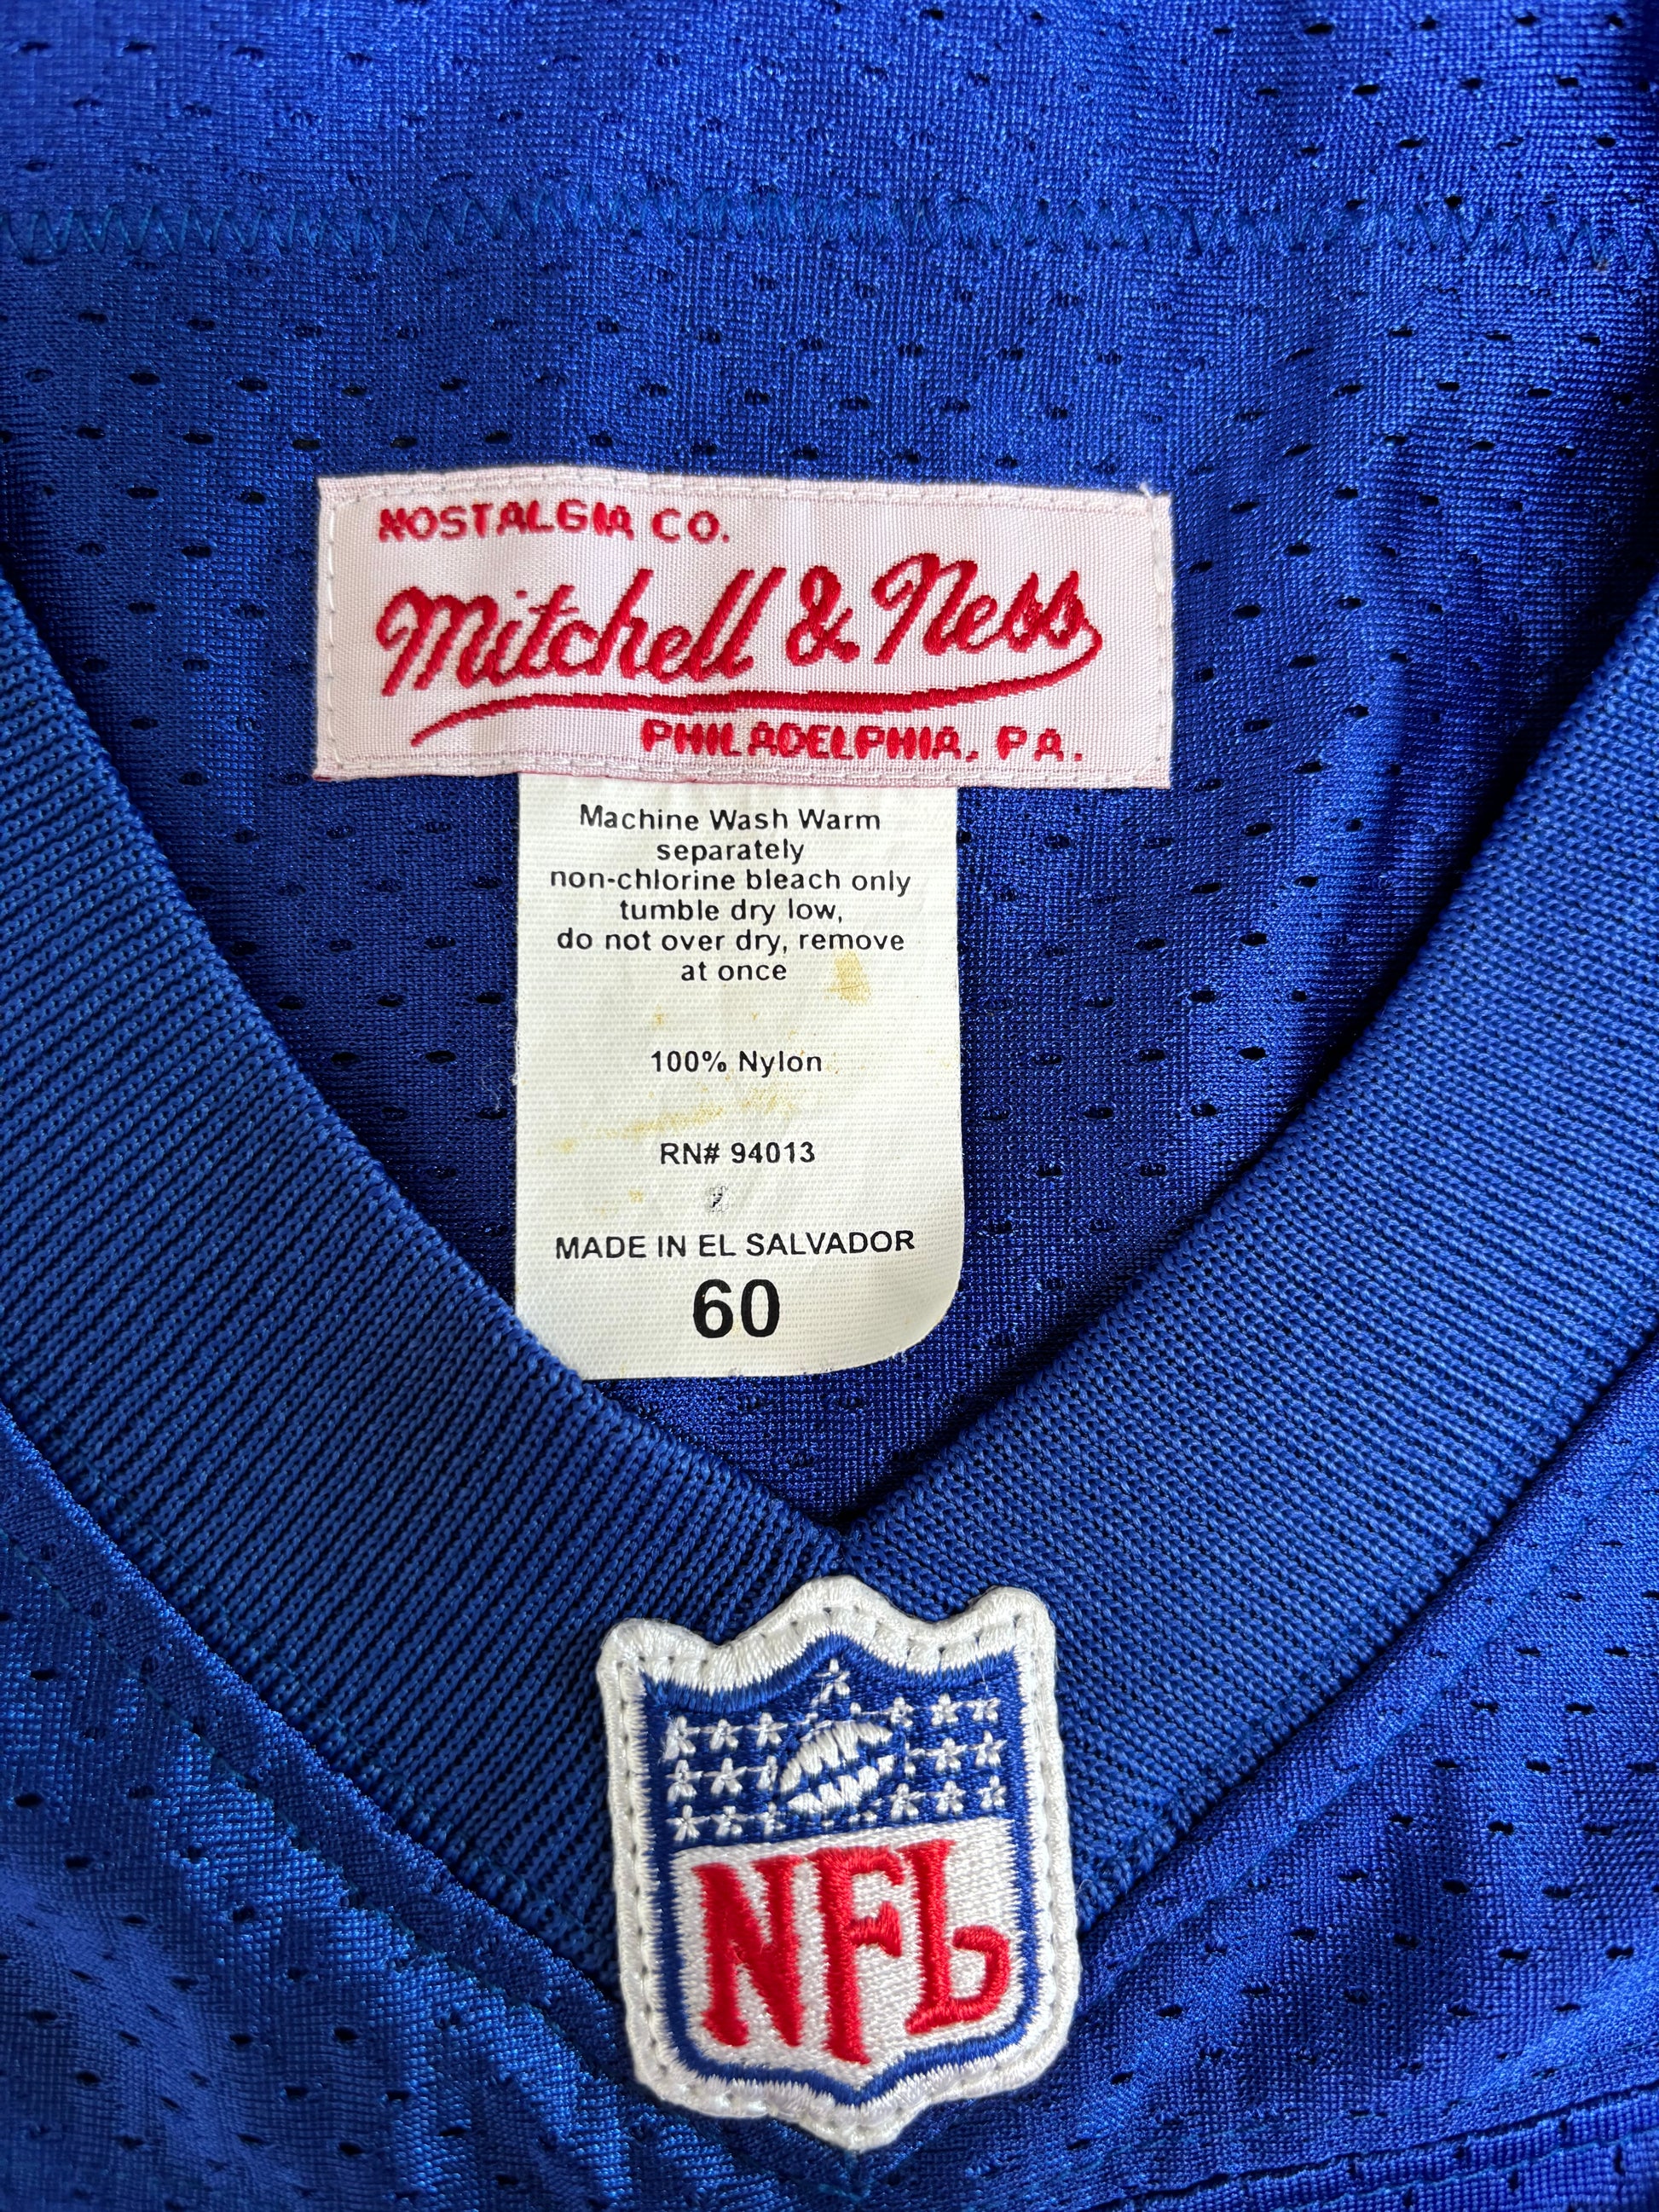 NOSTALGIA CO.
Mitchell & Ness
PHILADELPHIA, PA.
Machine Wash Warm
separately
non-chlorine bleach only
tumble dry low,
do not over dry, remove
at once
100% Nylon
RN# 94013
MADE IN EL SALVADOR
60
NFL